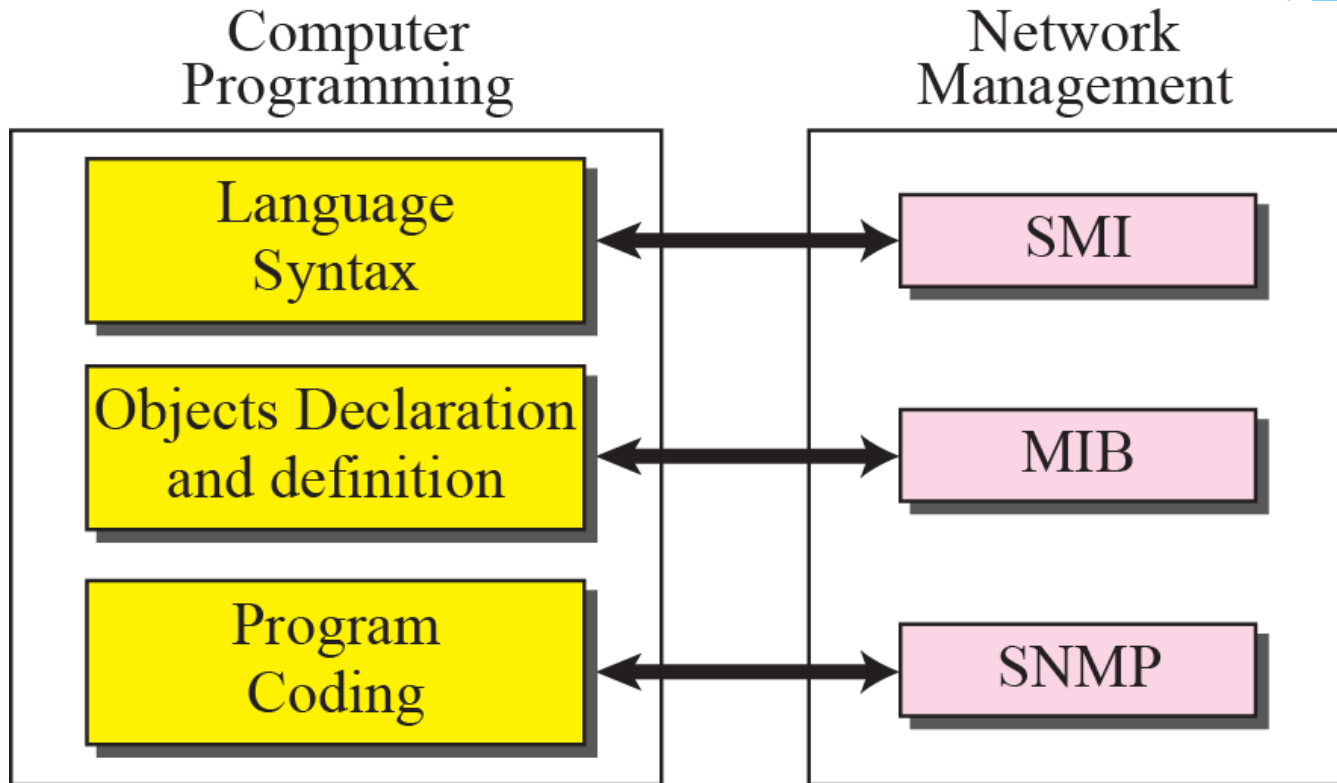 Computer
Programming
Network
Management
Language
Syntax
SMI
Objects Declaration
and definition
MIB
Program
Coding
SNMP